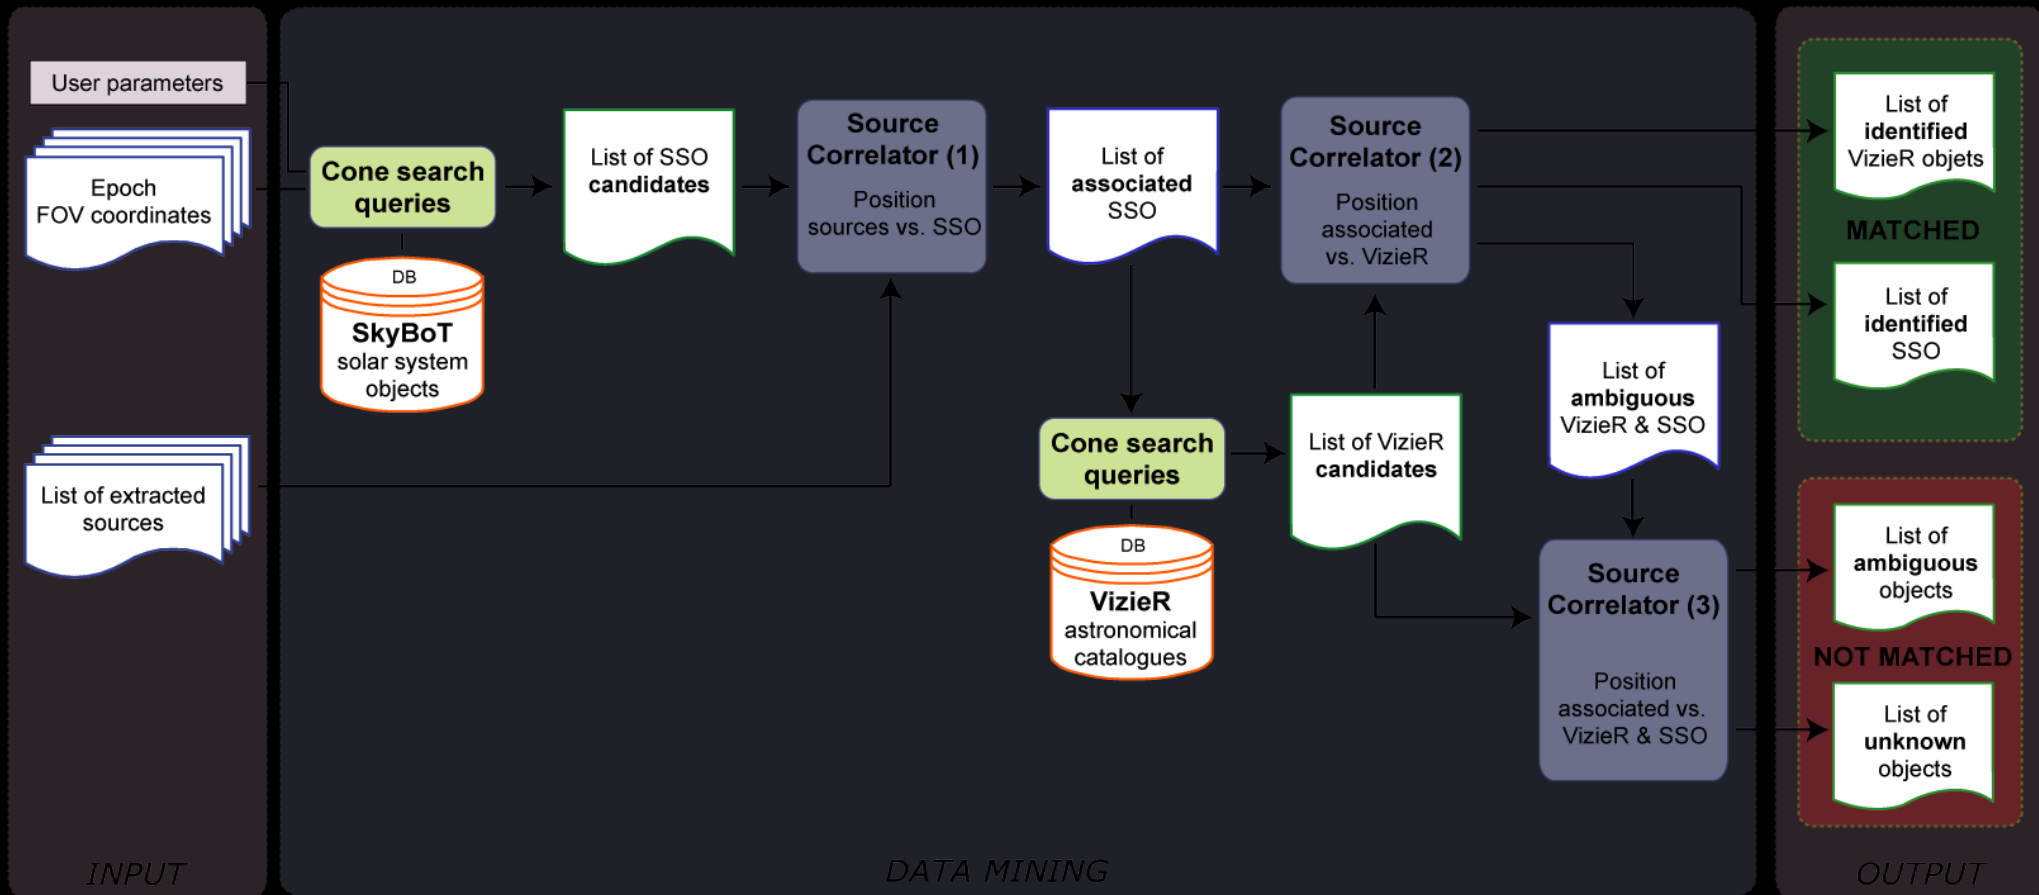 User parameters
Epoch
FOV coordinates
List of extracted
sources
INPUT
Cone search
queries
DB
SkyBoT
solar system
objects
List of SSO
candidates
Source
Correlator (1)
Position
sources vs. SSO
List of
associated
SSO
Cone search
queries
DB
VizieR
astronomical
catalogues
Source
Correlator (2)
Position
associated
vs. VizieR
List of VizieR
candidates
List of
ambiguous
VizieR & SSO
Source
Correlator (3)
Position
associated vs.
VizieR & SSO
DATA MINING
List of
identified
VizieR objets
MATCHED
List of
identified
SSO
List of
ambiguous
objects
NOT MATCHED
List of
unknown
objects
OUTPUT